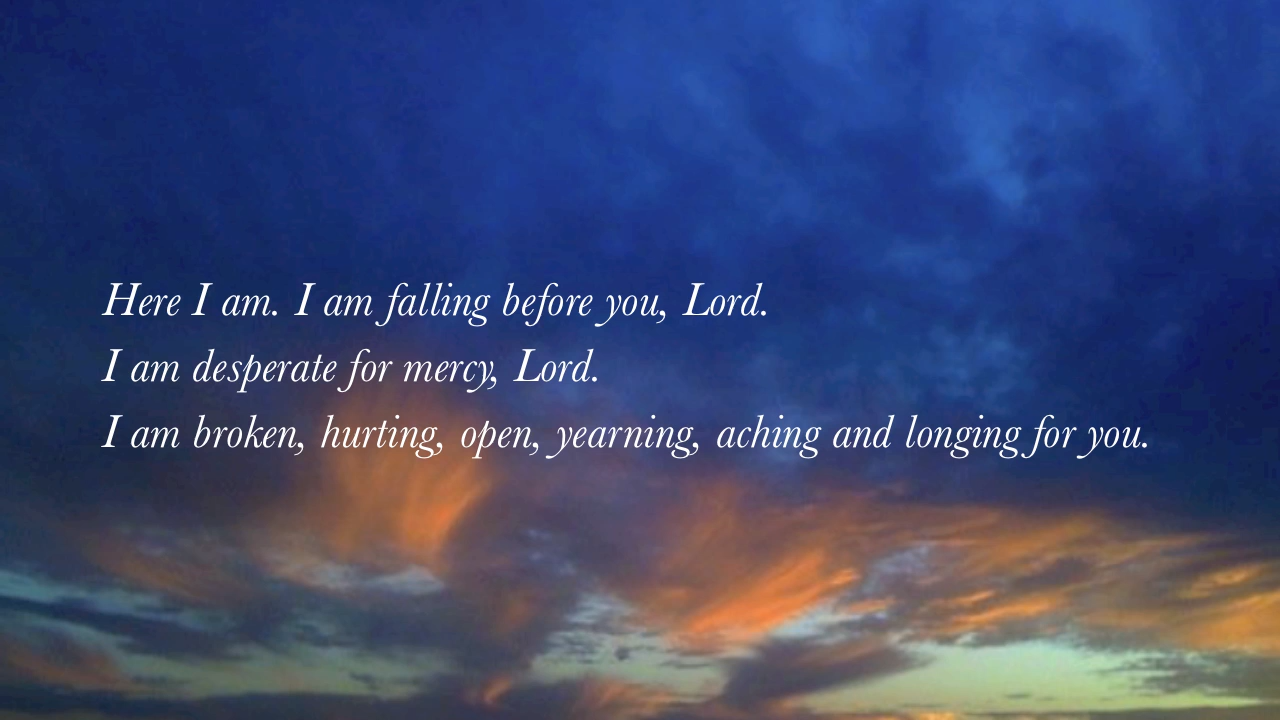 Here I am. I am falling before you, Lord.
I am desperate for mercy, Lord.
I am broken, hurting, open, yearning, aching and longing for you.